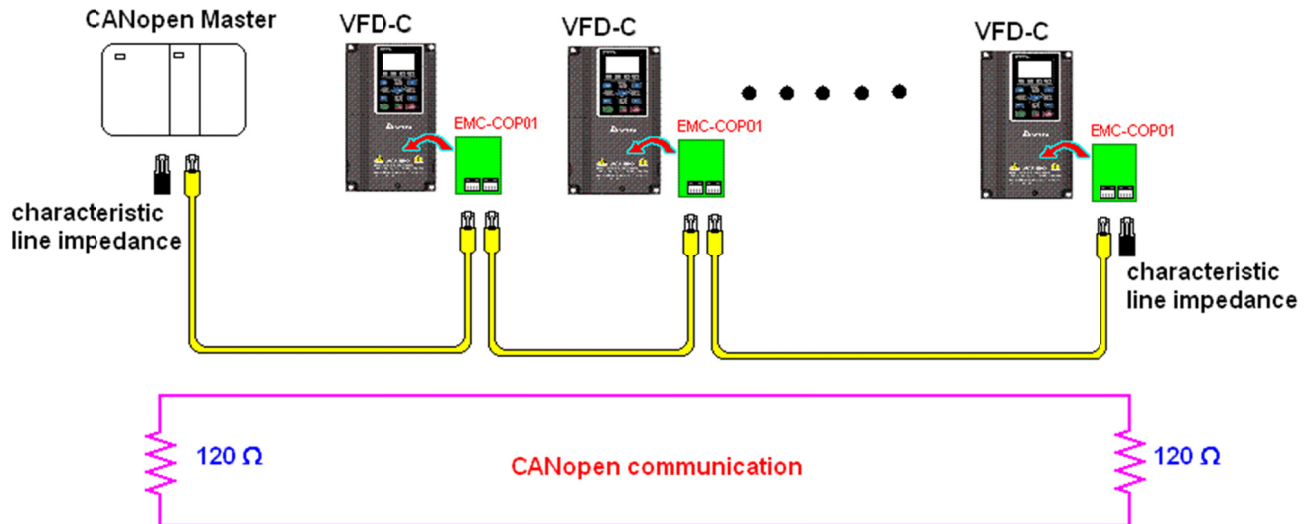 CANopen Master
VFD-C
VFD-C
VFD-C
EMC-COP01
EMC-COP01
EMC-COP01
characteristic
line impedance
characteristic
line impedance
120 Ω
CANopen communication
120 Ω